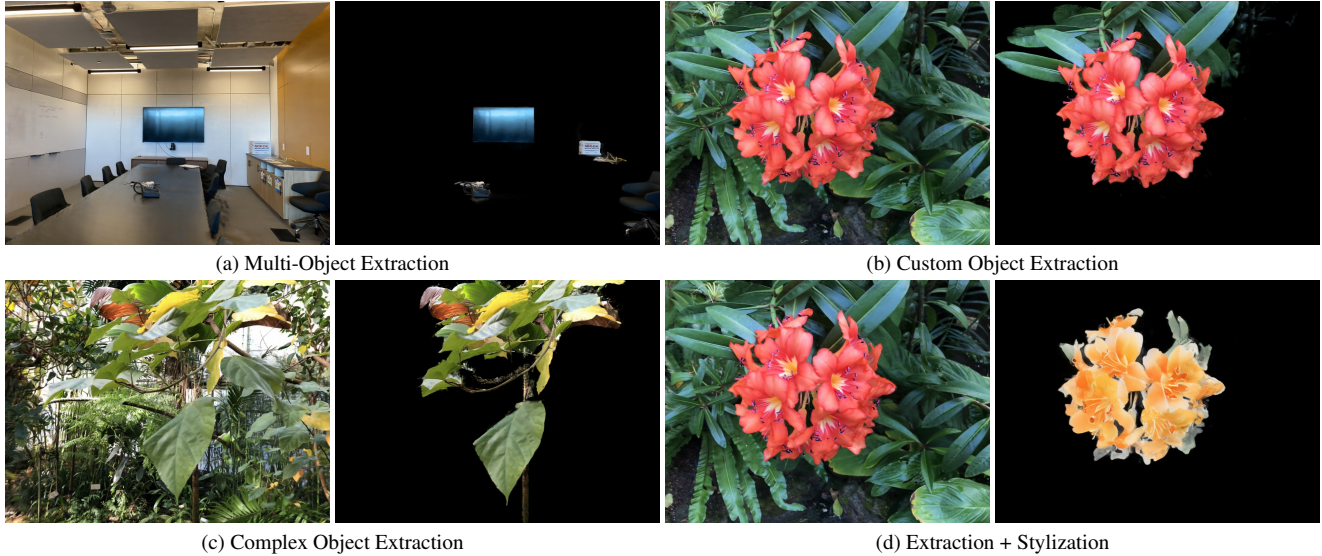 (a) Multi-Object Extraction
(b) Custom Object Extraction
(c) Complex Object Extraction
(d) Extraction + Stylization